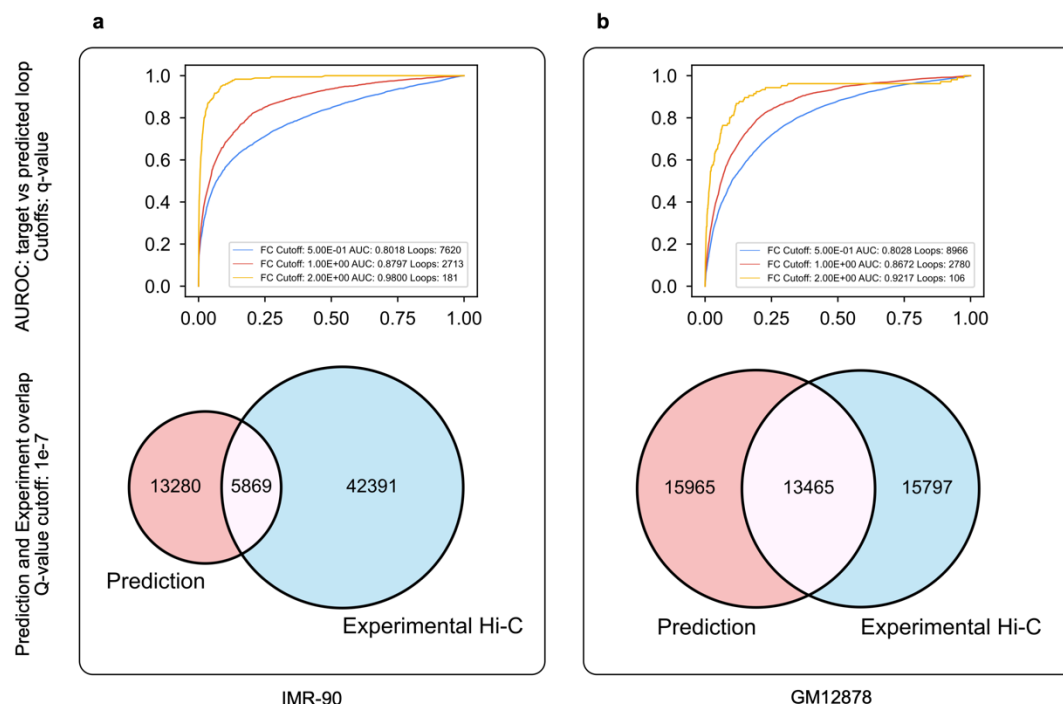 a
b
AUROC: target vs predicted loop
Cutoffs: q-value
1.0
0.8
0.6
0.4
0.2
0.0
FC Cutoff: 5.00E-01 AUC: 0.8018 Loops: 7620
FC Cutoff: 1.00E+00 AUC: 0.8797 Loops: 2713
FC Cutoff: 2.00E+00 AUC: 0.9800 Loops: 181
0.00 0.25 0.50 0.75 1.00
1.0
0.8
0.6
0.4
0.2
0.0
FC Cutoff: 5.00E-01 AUC: 0.8028 Loops: 8966
FC Cutoff: 1.00E+00 AUC: 0.8672 Loops: 2780
FC Cutoff: 2.00E+00 AUC: 0.9217 Loops: 106
0.00 0.25 0.50 0.75 1.00
Prediction and Experiment overlap
Q-value cutoff: 1e-7
13280 5869 42391
Prediction
Experimental Hi-C
15965 13465 15797
Prediction
Experimental Hi-C
IMR-90
GM12878